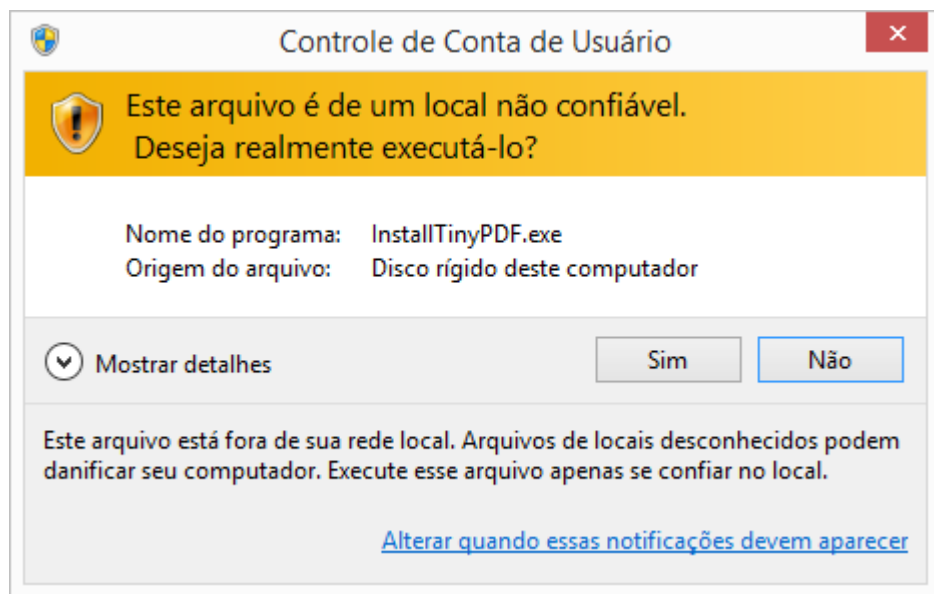 Controle de Conta de Usuário
Este arquivo é de um local não confiável.
Deseja realmente executá-lo?
Nome do programa: InstallTinyPDF.exe
Origem do arquivo: Disco rígido deste computador
Mostrar detalhes Sim Não
Este arquivo está fora de sua rede local. Arquivos de locais desconhecidos podem
danificar seu computador. Execute esse arquivo apenas se confiar no local.
Alterar quando essas notificações devem aparecer